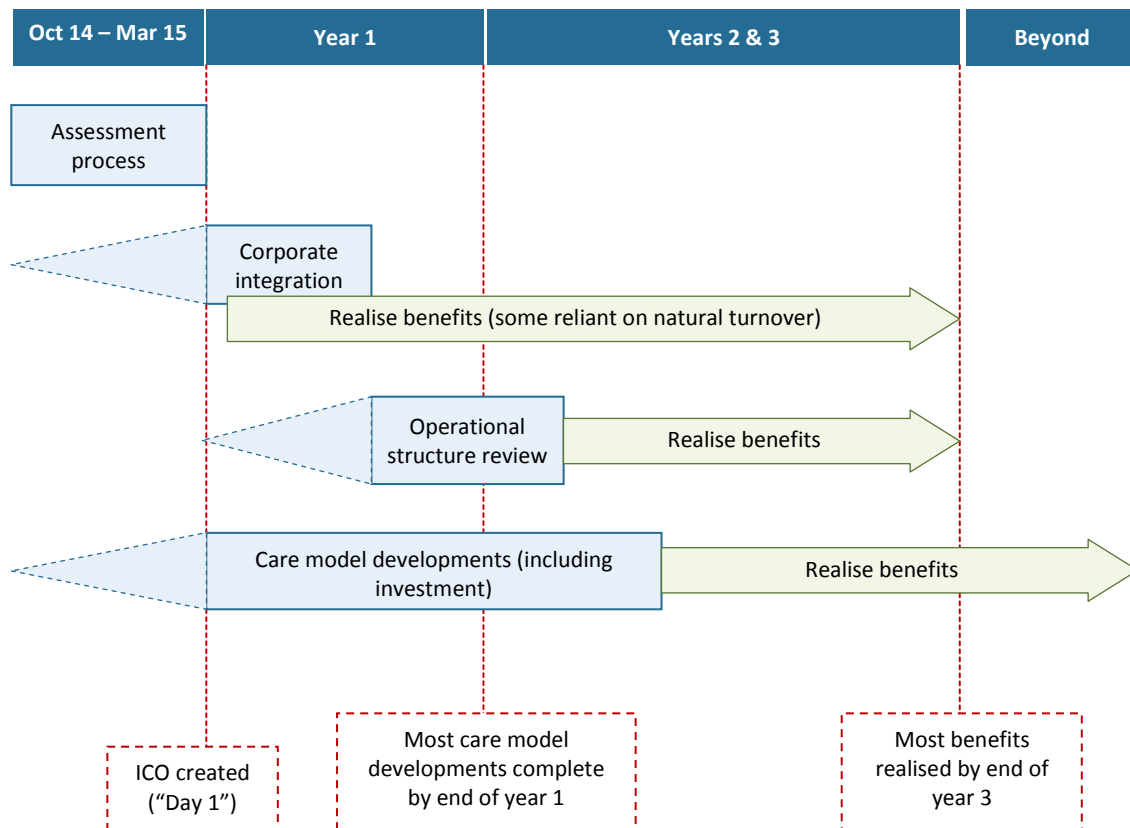 Oct 14 – Mar 15
Year 1
Years 2 & 3
Beyond
Assessment
process
Corporate
integration
Realise benefits (some reliant on natural turnover)
Operational
structure review
Realise benefits
Care model developments (including
investment)
Realise benefits
ICO created
(“Day 1”)
Most care model
developments complete
by end of year 1
Most benefits
realised by end of
year 3